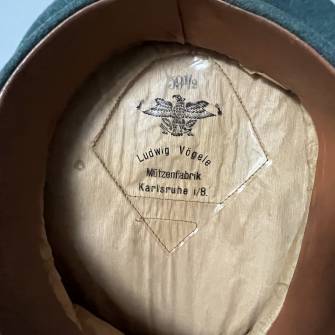 59½
Ludwig Vögele
Mützenfabrik
Karlsruhe i/B.